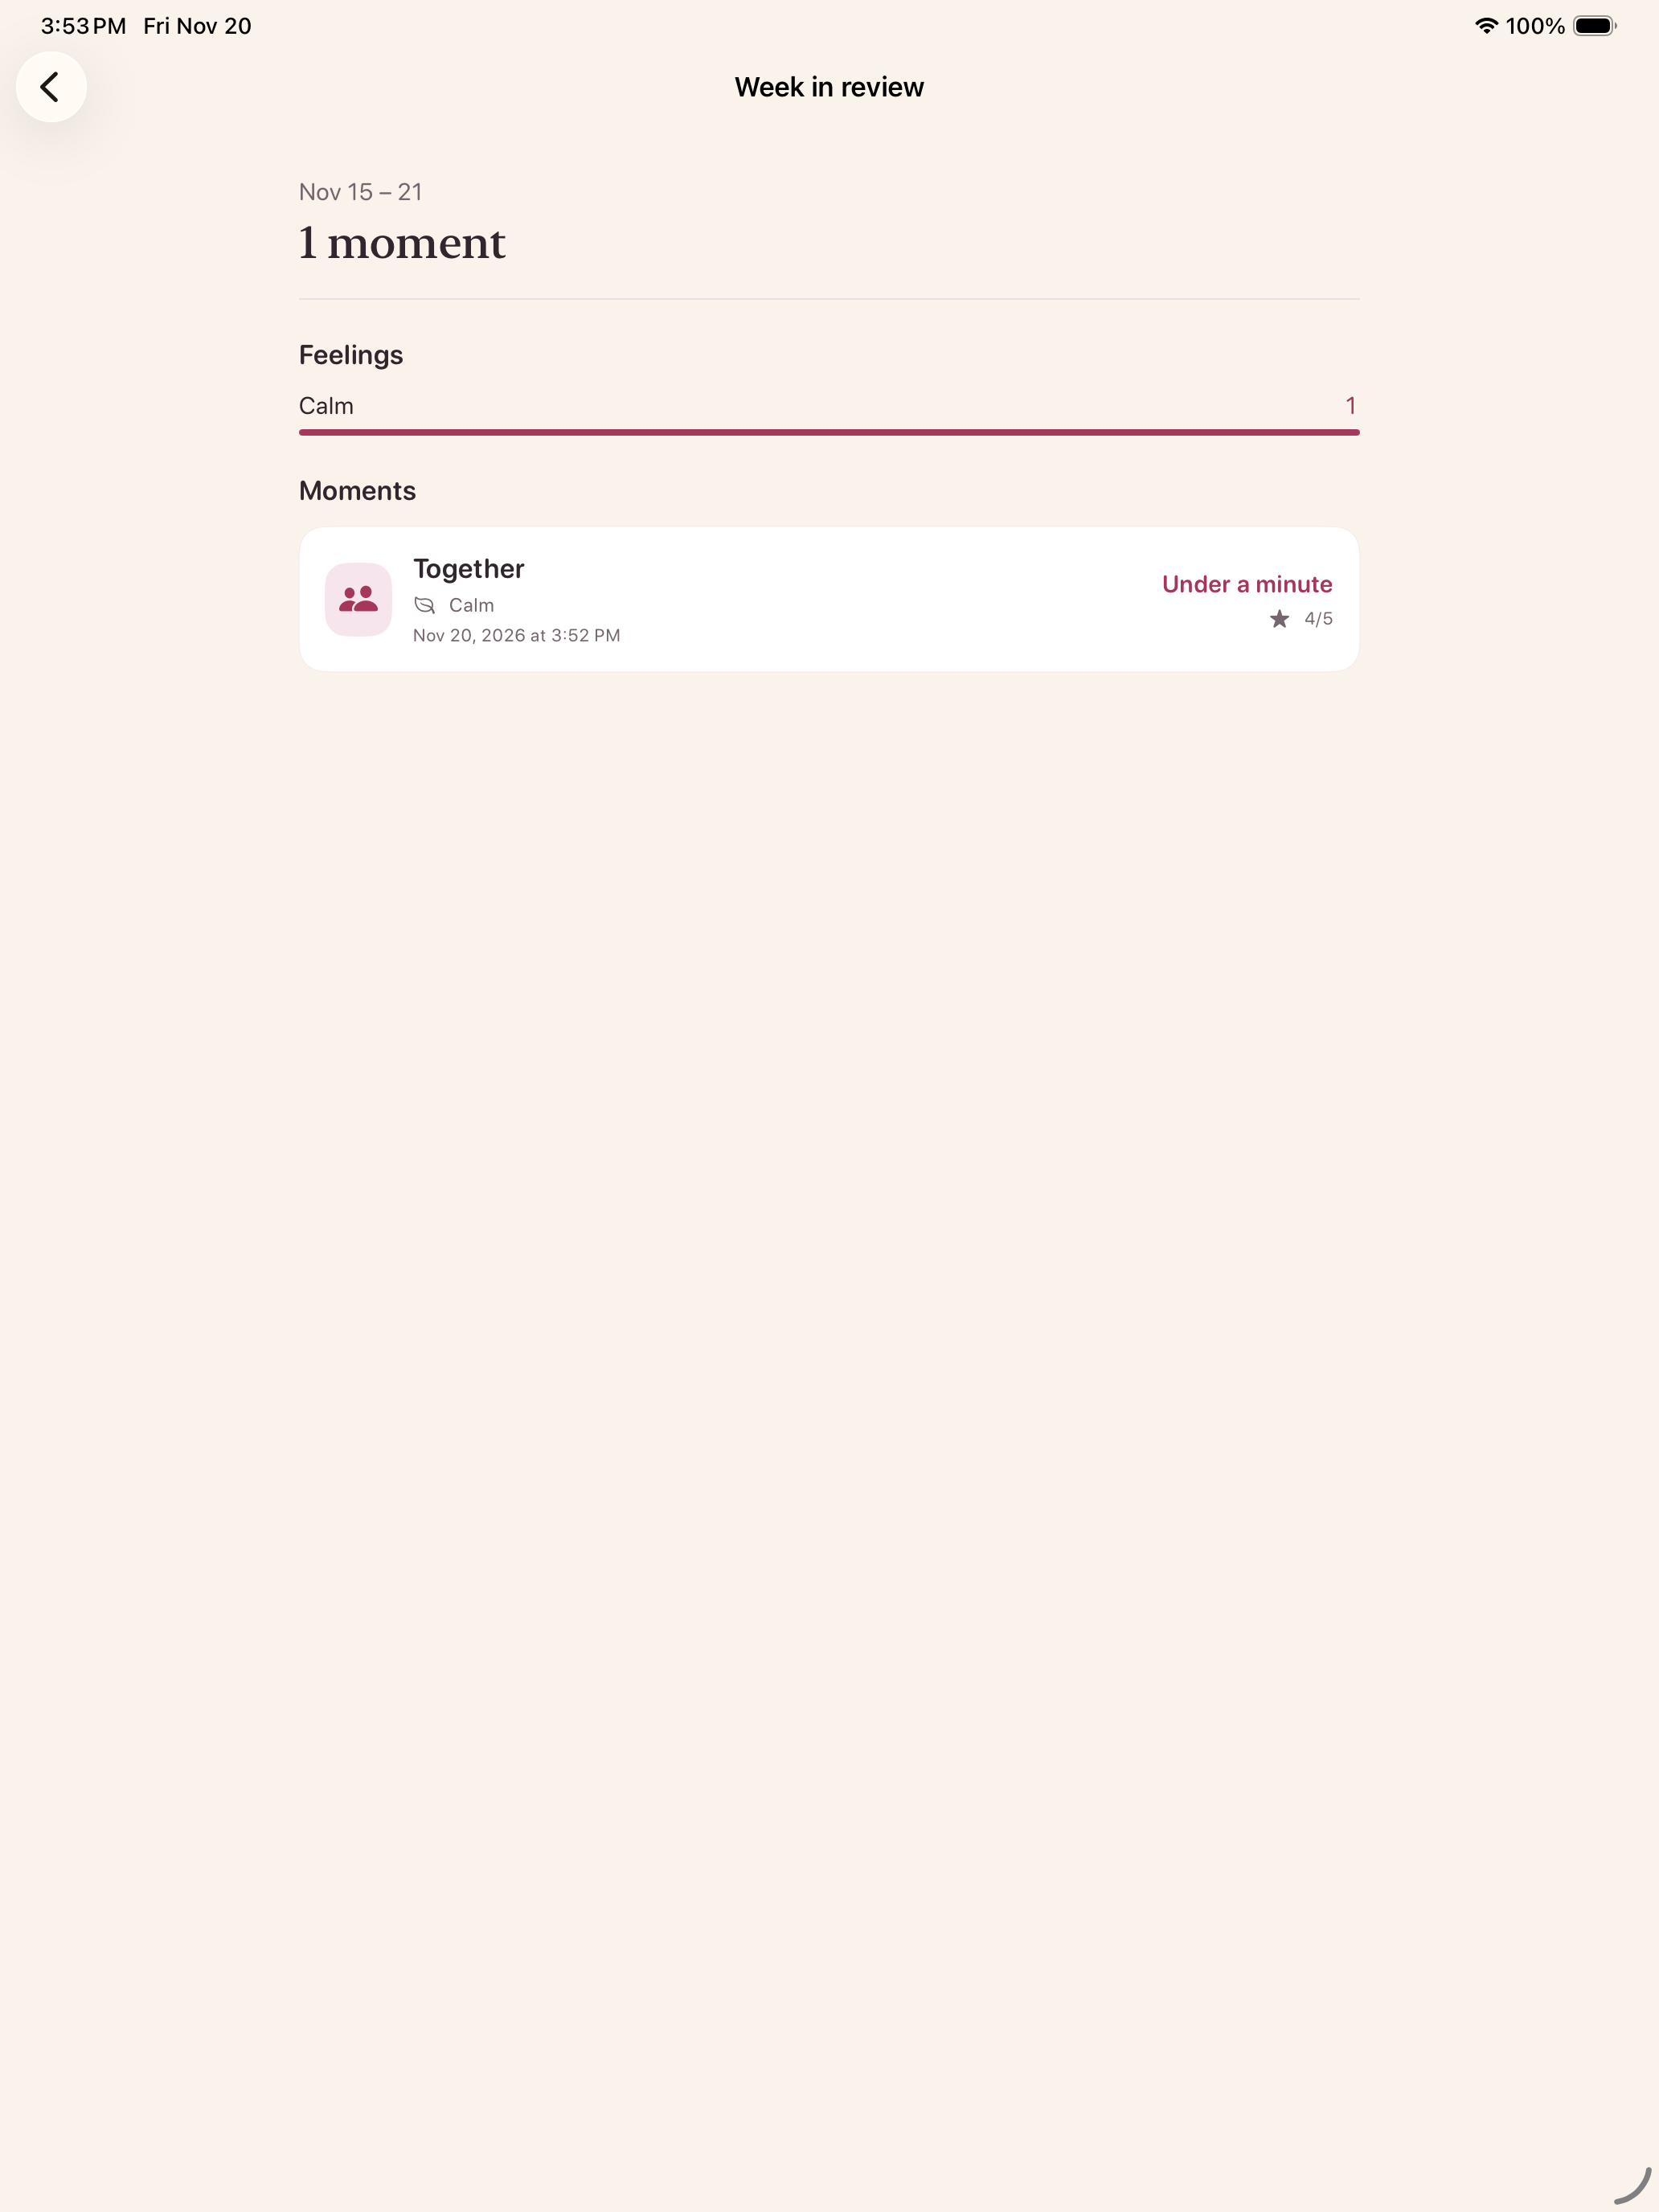 3:53 PM Fri Nov 20 100%
Week in review
Nov 15 – 21
1 moment
Feelings
Calm 1
Moments
Together
Calm
Nov 20, 2026 at 3:52 PM
Under a minute
4/5